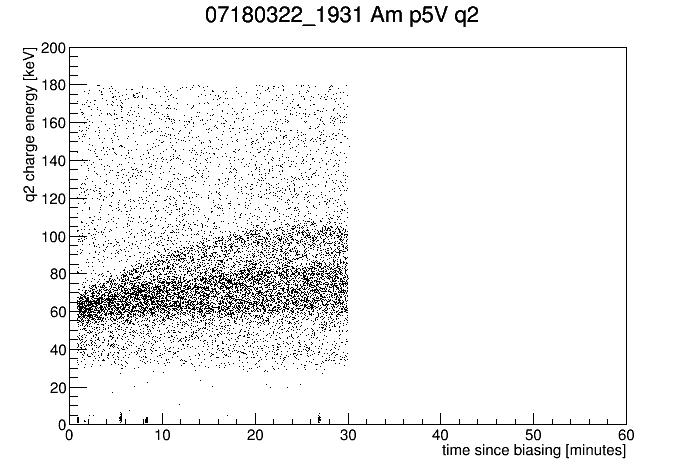 07180322_1931 Am p5V q2
q2 charge energy [keV]
200
180
160
140
120
100
80
60
40
20
0
0 10 20 30 40 50 60
time since biasing [minutes]